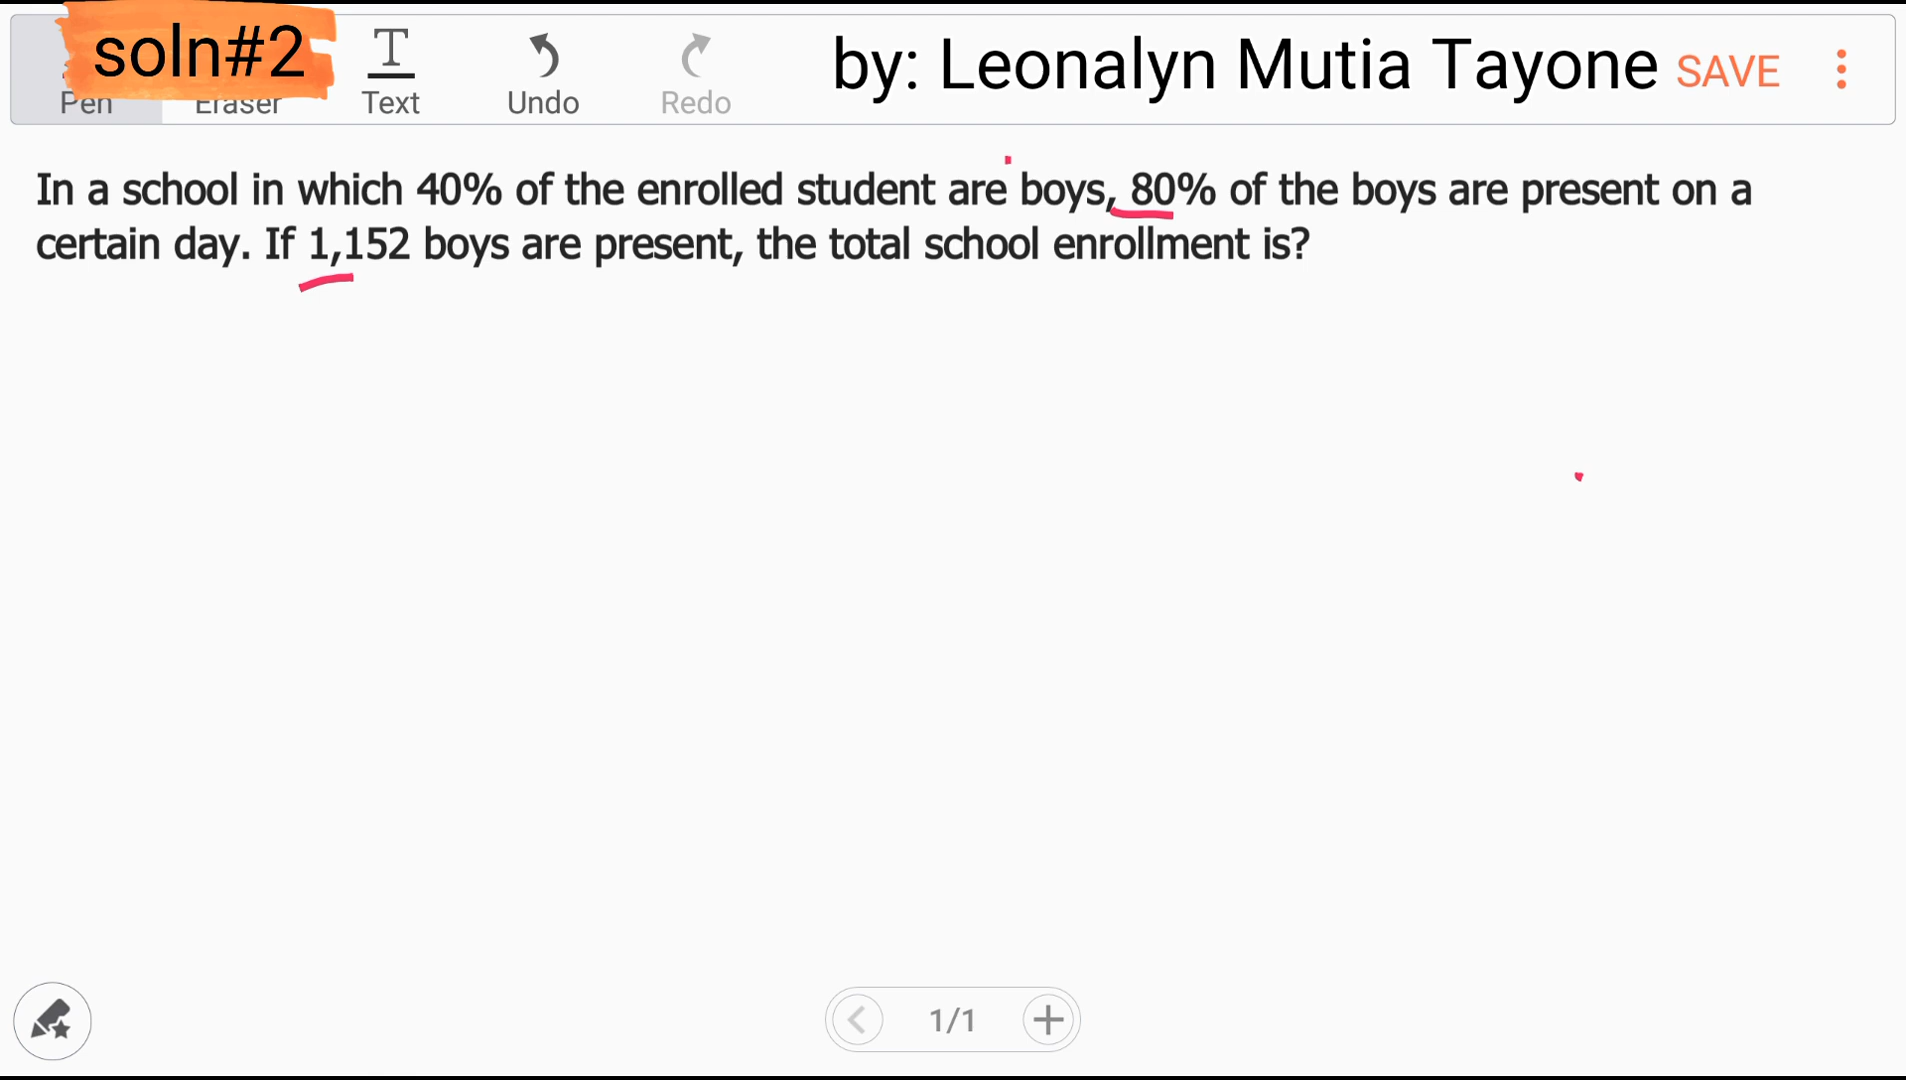 soln#2
Pen
Eraser
T
Text
Undo
Redo
by: Leonalyn Mutia Tayone
SAVE
In a school in which 40% of the enrolled student are boys, 80% of the boys are present on a
certain day. If 1,152 boys are present, the total school enrollment is?
1/1